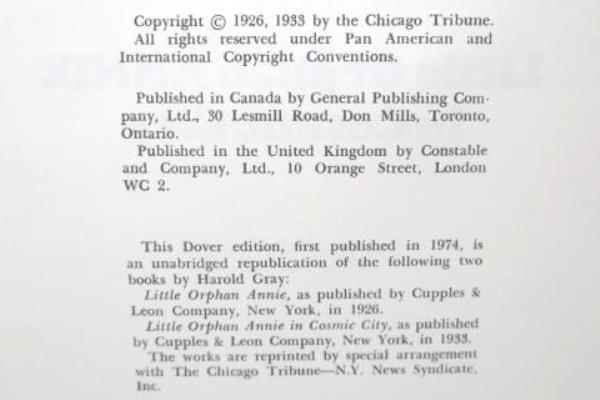 Copyright © 1926, 1933 by the Chicago Tribune.
All rights reserved under Pan American and
International Copyright Conventions.
Published in Canada by General Publishing Com-
pany, Ltd., 30 Lesmill Road, Don Mills, Toronto,
Ontario.
Published in the United Kingdom by Constable
and Company, Ltd., 10 Orange Street, London
WC 2.
This Dover edition, first published in 1974, is
an unabridged republication of the following two
books by Harold Gray:
Little Orphan Annie, as published by Cupples &
Leon Company, New York, in 1926.
Little Orphan Annie in Cosmic City, as published
by Cupples & Leon Company, New York, in 1933.
The works are reprinted by special arrangement
with The Chicago Tribune—N.Y. News Syndicate,
Inc.